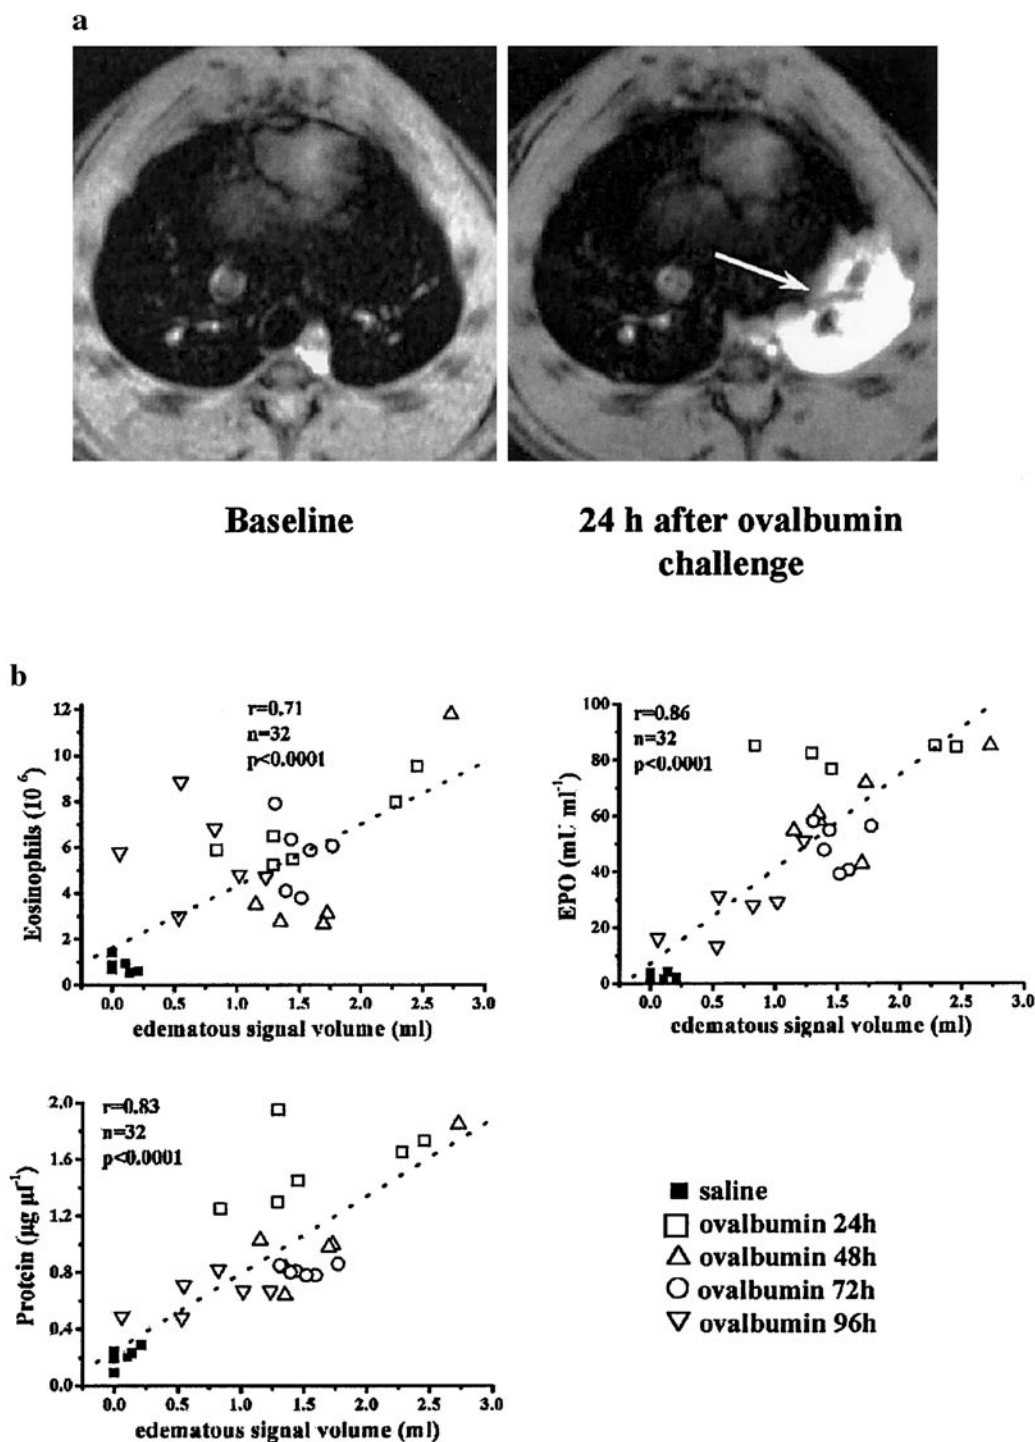 a
Baseline
24 h after ovalbumin
challenge
b
r=0.71
n=32
p<0.0001
Eosinophils (10 6)
12
10
8
6
4
2
0
0.0 0.5 1.0 1.5 2.0 2.5 3.0
edematous signal volume (ml)
r=0.86
n=32
p<0.0001
EPO (mU ml-1)
100
80
60
40
20
0
0.0 0.5 1.0 1.5 2.0 2.5 3.0
edematous signal volume (ml)
r=0.83
n=32
p<0.0001
Protein (µg µl-1)
2.0
1.6
1.2
0.8
0.4
0.0
0.0 0.5 1.0 1.5 2.0 2.5 3.0
edematous signal volume (ml)
saline
ovalbumin 24h
ovalbumin 48h
ovalbumin 72h
ovalbumin 96h